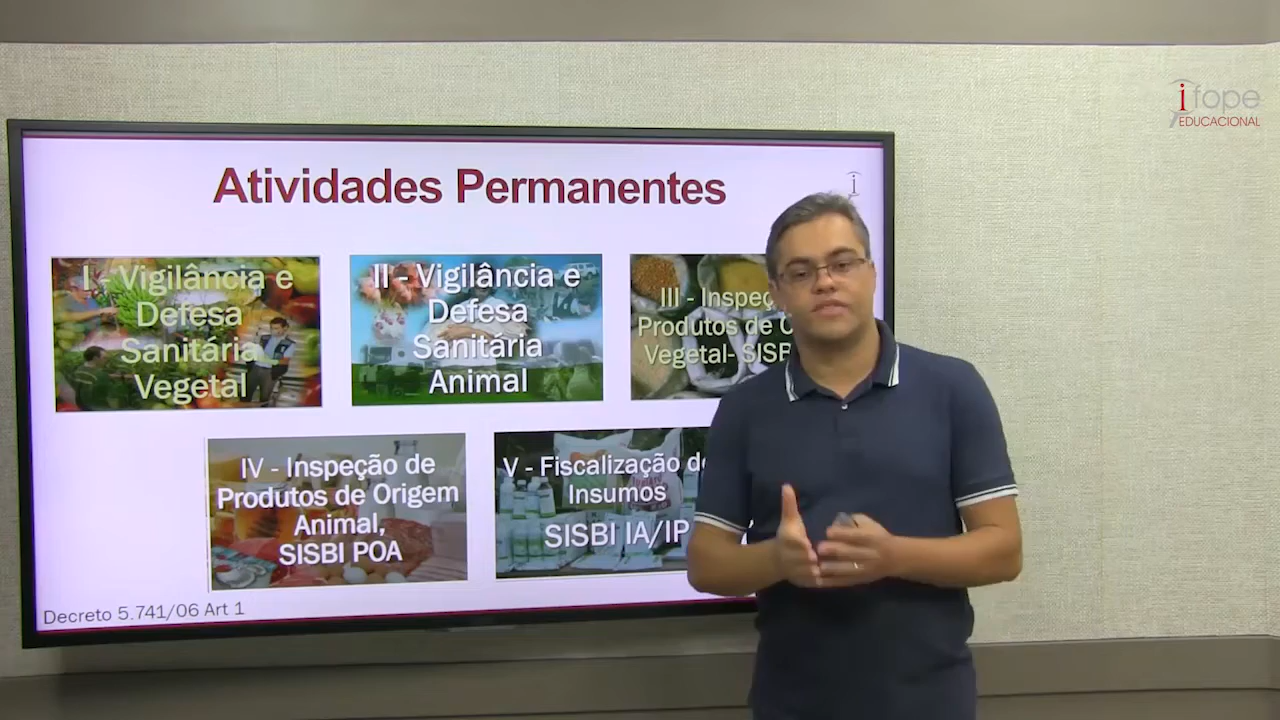 ifope
EDUCACIONAL
Atividades Permanentes
I - Vigilância e
Defesa
Sanitária
Vegetal
II - Vigilância e
Defesa
Sanitária
Animal
III - Inspeç
Produtos de O
Vegetal- SISB
IV - Inspeção de
Produtos de Origem
Animal,
SISBI POA
V - Fiscalização de
Insumos
SISBI IA/IP
Decreto 5.741/06 Art 1